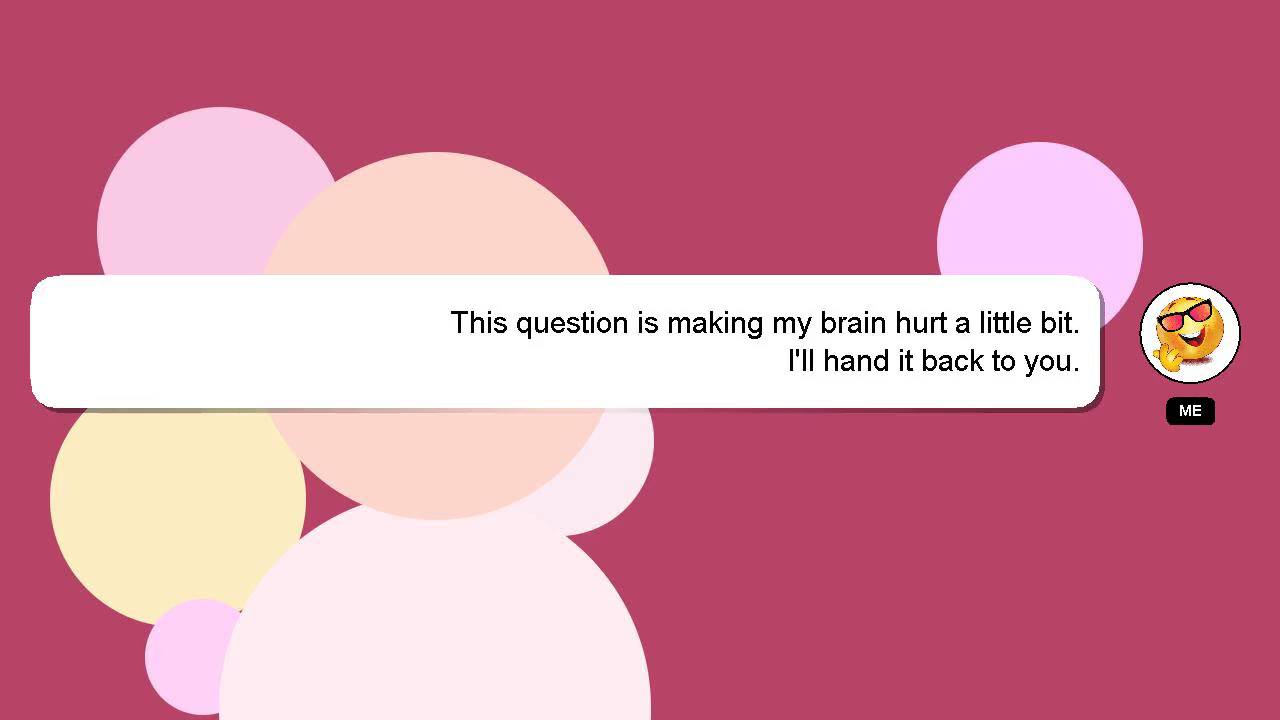 This question is making my brain hurt a little bit.
I'll hand it back to you.
ME